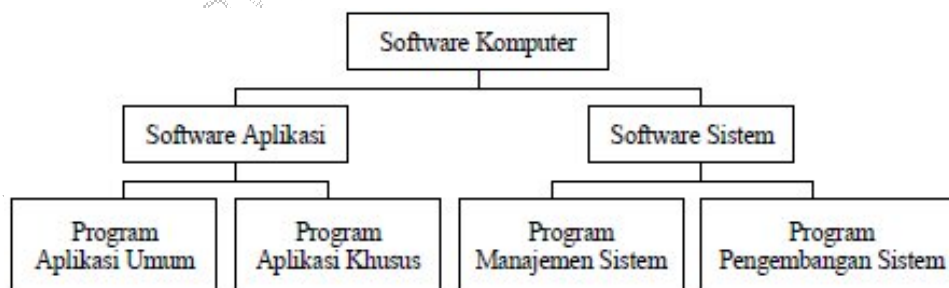 Software Komputer
Software Aplikasi
Software Sistem
Program
Aplikasi Umum
Program
Aplikasi Khusus
Program
Manajemen Sistem
Program
Pengembangan Sistem